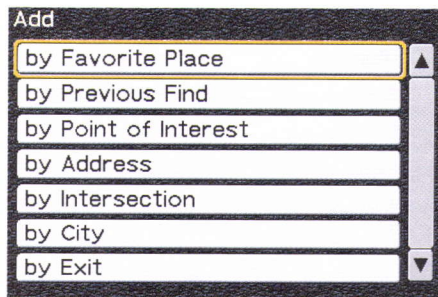 Add
by Favorite Place
by Previous Find
by Point of Interest
by Address
by Intersection
by City
by Exit